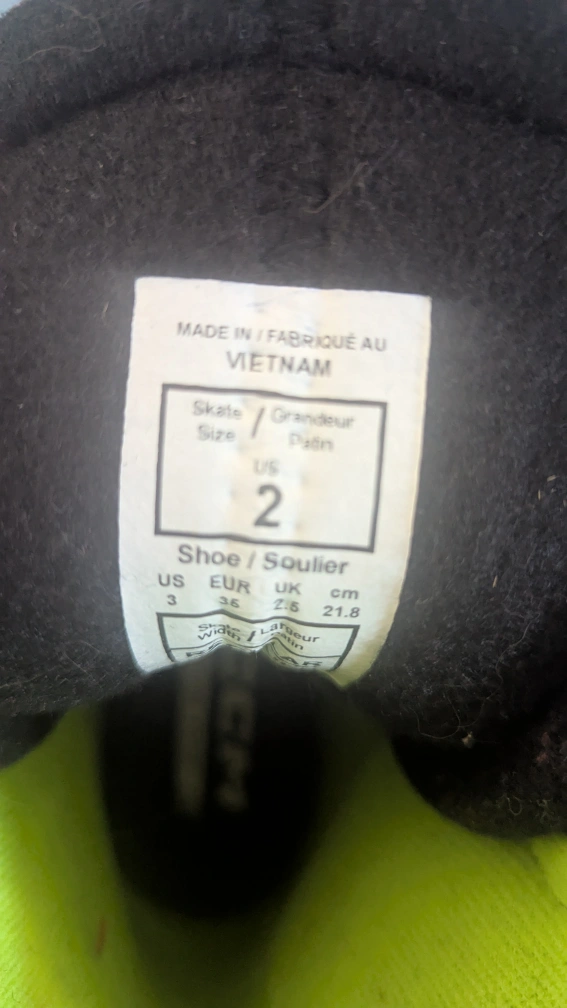 MADE IN / FABRIQUÉ AU
VIETNAM
Skate / Grandeur
Size Patin
US
2
Shoe / Soulier
US EUR UK cm
3 35 2.5 21.8
Skate / Largeur
Width Patin
CCM